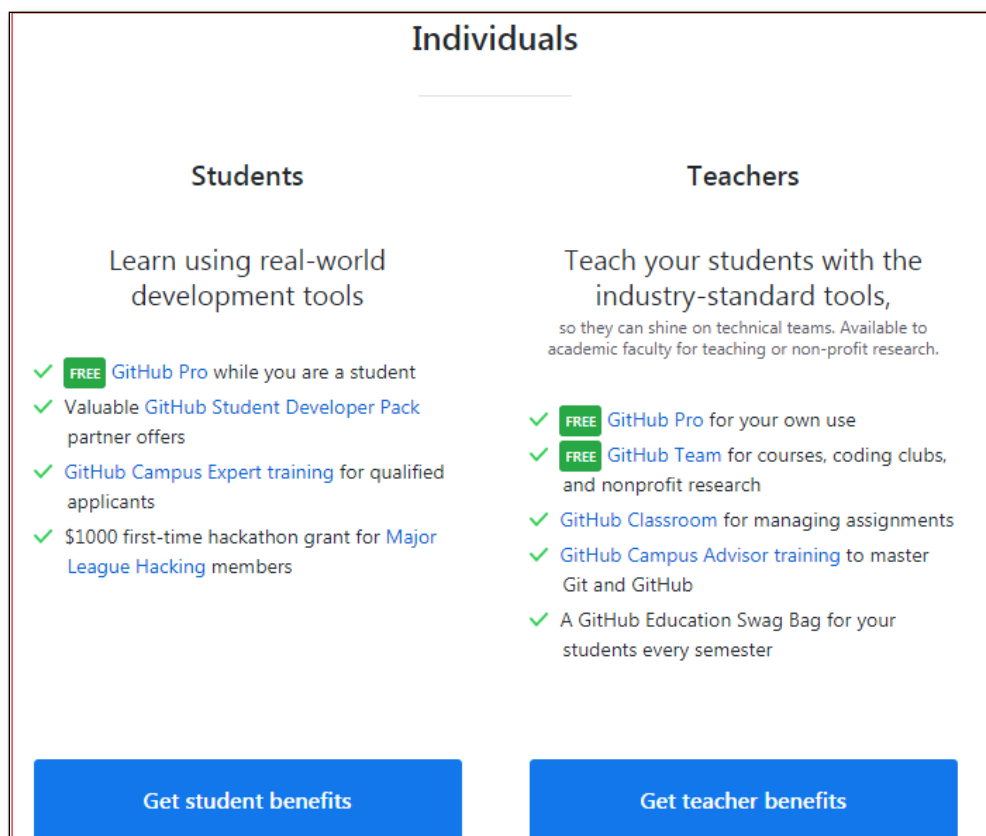 Individuals
Students
Learn using real-world
development tools
FREE GitHub Pro while you are a student
Valuable GitHub Student Developer Pack
partner offers
GitHub Campus Expert training for qualified
applicants
$1000 first-time hackathon grant for Major
League Hacking members
Get student benefits
Teachers
Teach your students with the
industry-standard tools,
so they can shine on technical teams. Available to
academic faculty for teaching or non-profit research.
FREE GitHub Pro for your own use
FREE GitHub Team for courses, coding clubs,
and nonprofit research
GitHub Classroom for managing assignments
GitHub Campus Advisor training to master
Git and GitHub
A GitHub Education Swag Bag for your
students every semester
Get teacher benefits